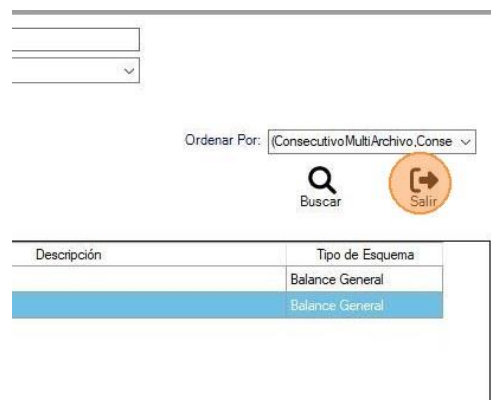 Ordenar Por: (ConsecutivoMultiArchivo,Conse
Buscar Salir
Descripción Tipo de Esquema
Balance General
Balance General